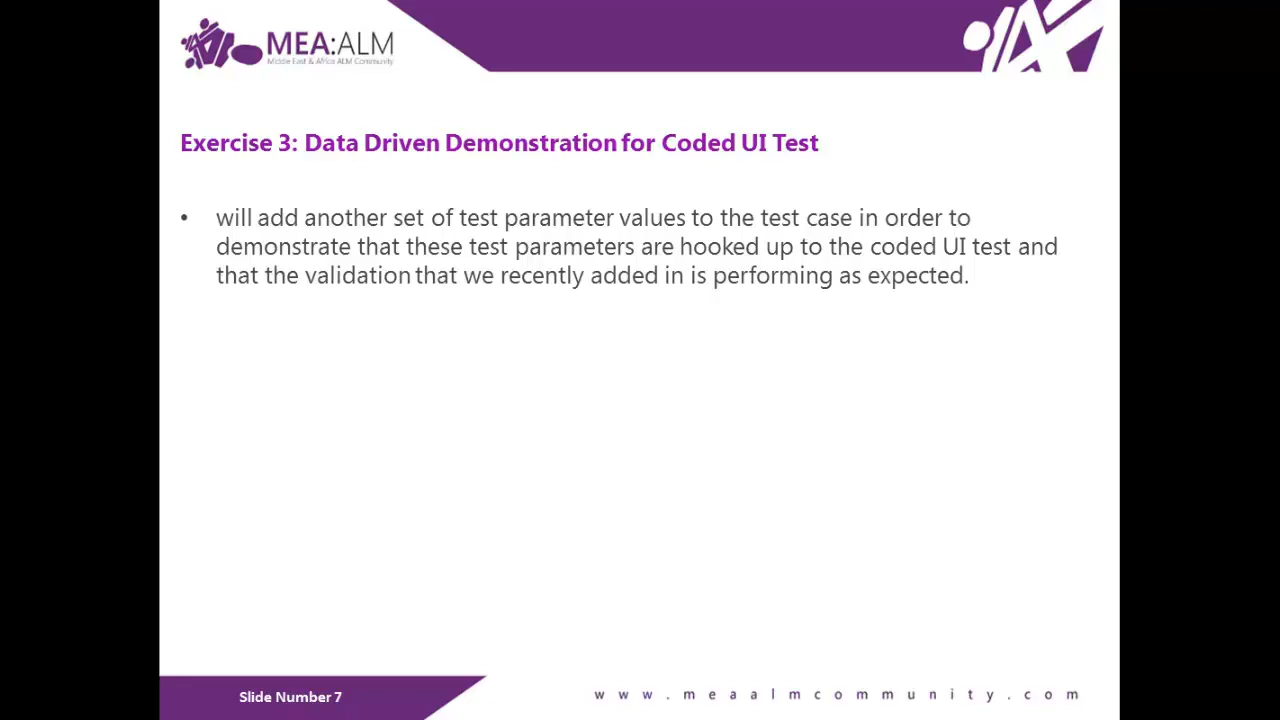 MEA:ALM
Middle East & Africa ALM Community
Exercise 3: Data Driven Demonstration for Coded UI Test
• will add another set of test parameter values to the test case in order to
demonstrate that these test parameters are hooked up to the coded UI test and
that the validation that we recently added in is performing as expected.
Slide Number 7
www.meaalmcommunity.com